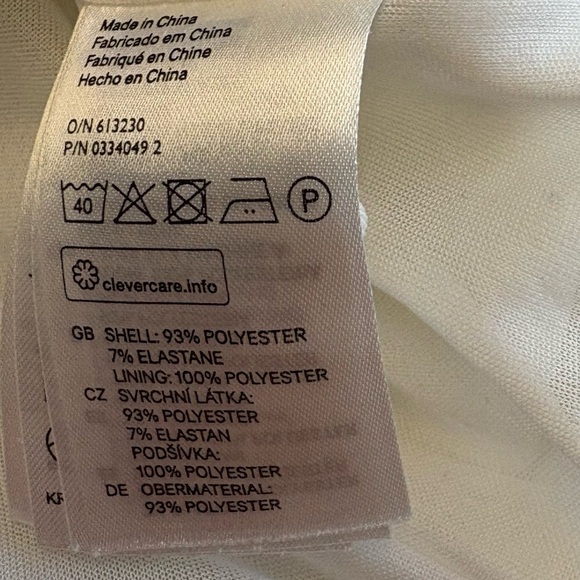 Made in China
Fabricado em China
Fabriqué en Chine
Hecho en China
O/N 613230
P/N 0334049 2
40 P
clevercare.info
GB SHELL: 93% POLYESTER
7% ELASTANE
LINING: 100% POLYESTER
CZ SVRCHNÍ LÁTKA:
93% POLYESTER
7% ELASTAN
PODŠÍVKA:
100% POLYESTER
KR
DE OBERMATERIAL:
93% POLYESTER